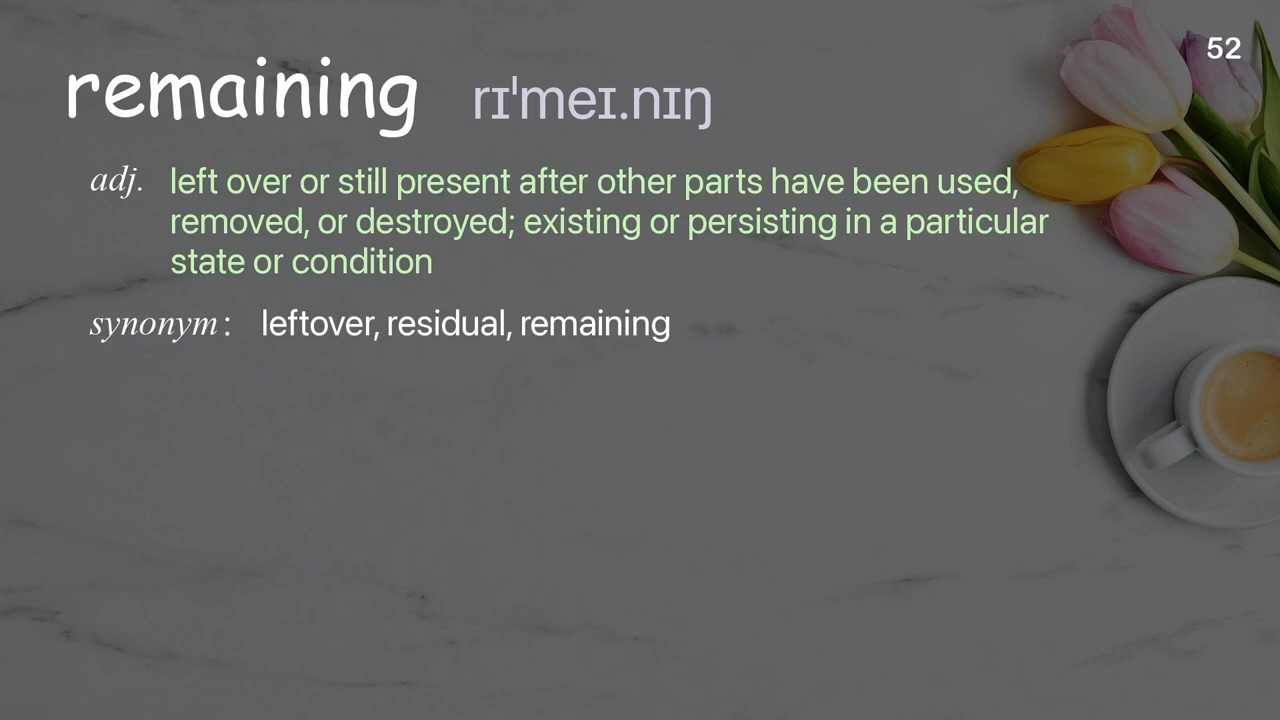 52
remaining rɪˈmeɪ.nɪŋ
adj. left over or still present after other parts have been used,
removed, or destroyed; existing or persisting in a particular
state or condition
synonym: leftover, residual, remaining